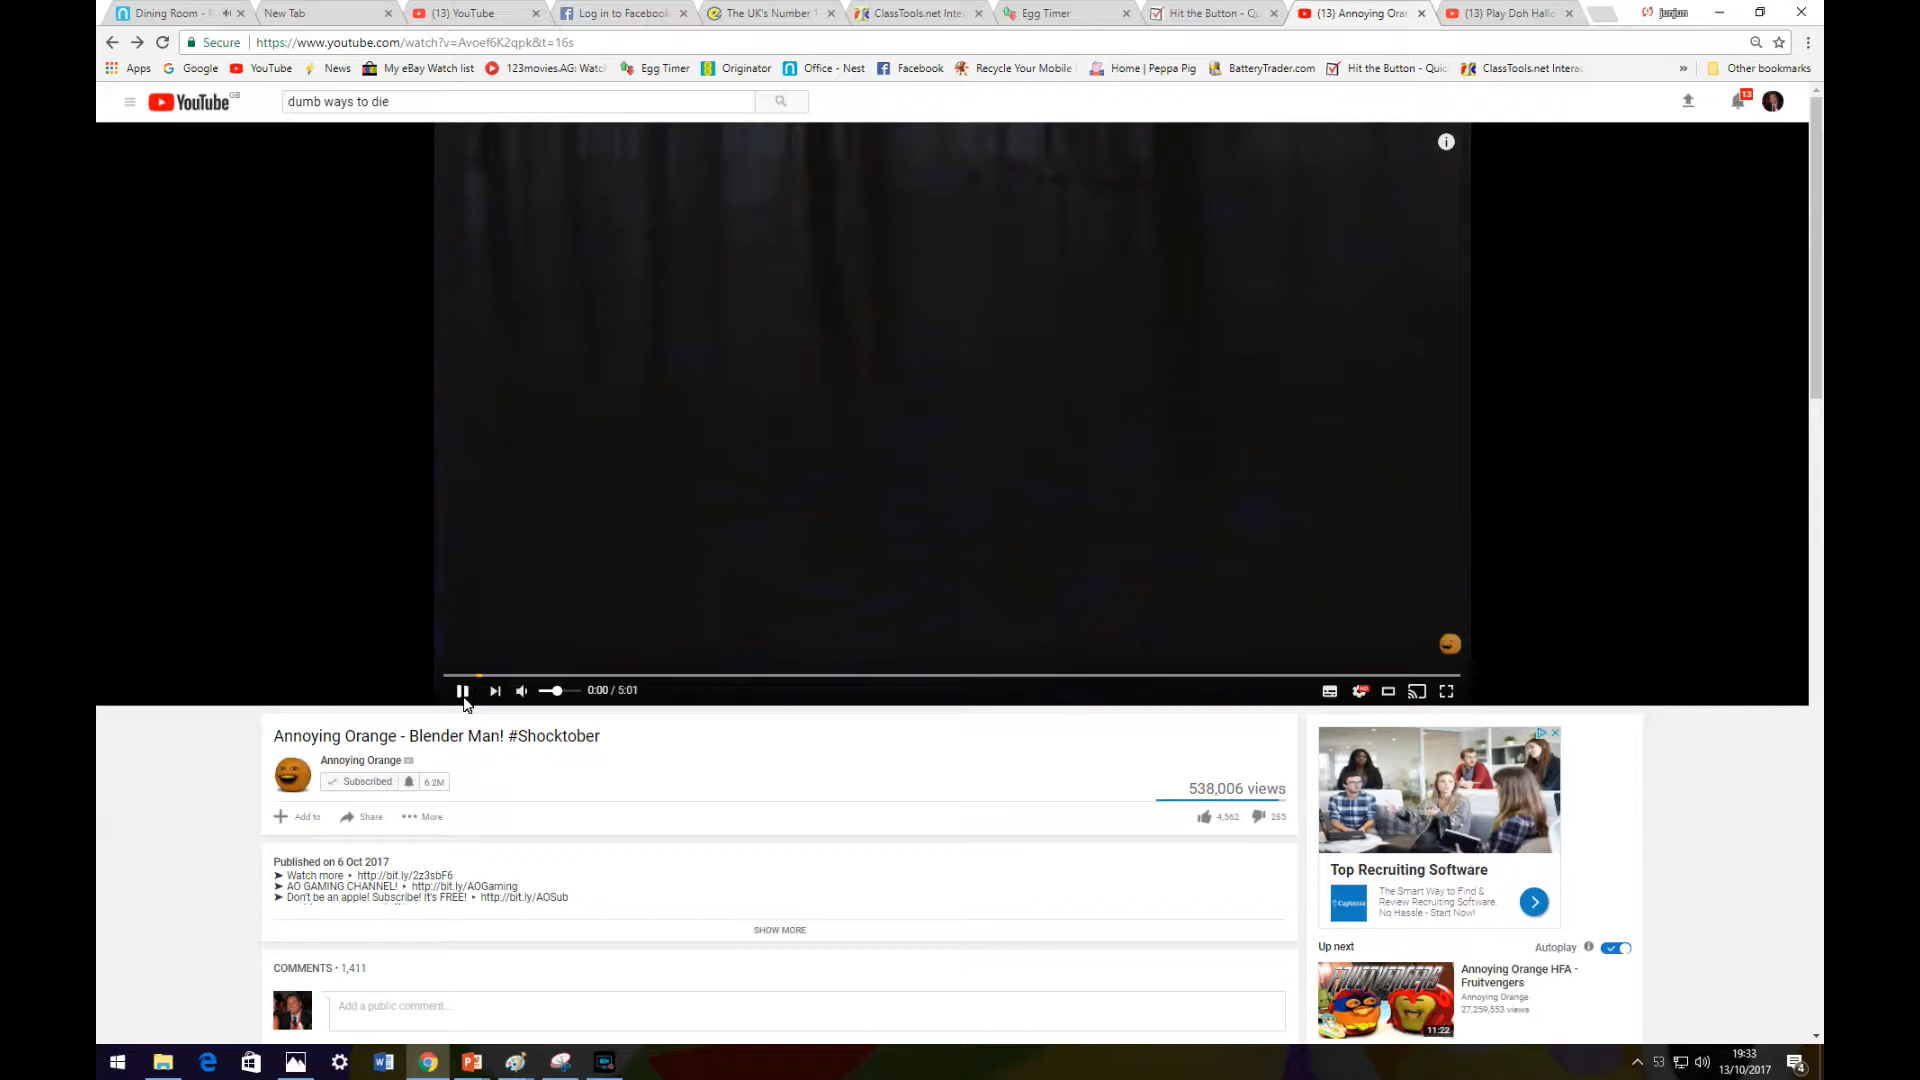 Dining Room -
New Tab
(13) YouTube
Log in to Facebook
The UK's Number 1
ClassTools.net Inte
Egg Timer
Hit the Button - Q
(13) Annoying Ora
(13) Play Doh Hallo
junjun
Secure https://www.youtube.com/watch?v=Avoef6K2qpk&t=16s
Apps Google YouTube News My eBay Watch list 123movies.AG: Watc Egg Timer Originator Office - Nest Facebook Recycle Your Mobile Home | Peppa Pig BatteryTrader.com Hit the Button - Quic ClassTools.net Interac » Other bookmarks
YouTube GB
dumb ways to die
13
0:00 / 5:01
HD
Annoying Orange - Blender Man! #Shocktober
Annoying Orange
Subscribed 6.2M
538,006 views
Add to Share More
4,562 285
Published on 6 Oct 2017
➤ Watch more ‣ http://bit.ly/2z3sbF6
➤ AO GAMING CHANNEL! ‣ http://bit.ly/AOGaming
➤ Don't be an apple! Subscribe! It's FREE! ‣ http://bit.ly/AOSub
SHOW MORE
COMMENTS • 1,411
Add a public comment...
Top Recruiting Software
Capterra
The Smart Way to Find &
Review Recruiting Software.
No Hassle - Start Now!
Up next
Autoplay
FRUITVENGERS
11:22
Annoying Orange HFA -
Fruitvengers
Annoying Orange
27,259,553 views
53
19:33
13/10/2017
4